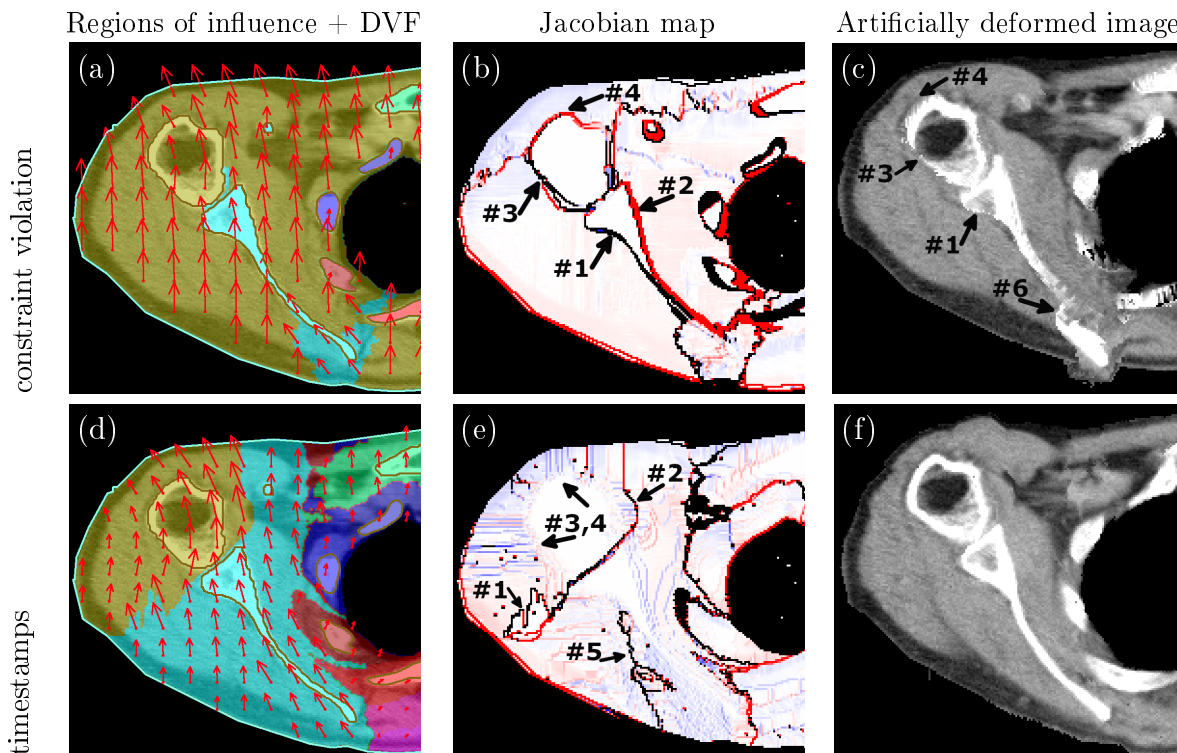 Regions of influence + DVF
Jacobian map
Artificially deformed image
constraint violation
(a)
(b)
#4
#3
#2
#1
(c)
#4
#3
#1
#6
timestamps
(d)
(e)
#2
#3,4
#1
#5
(f)